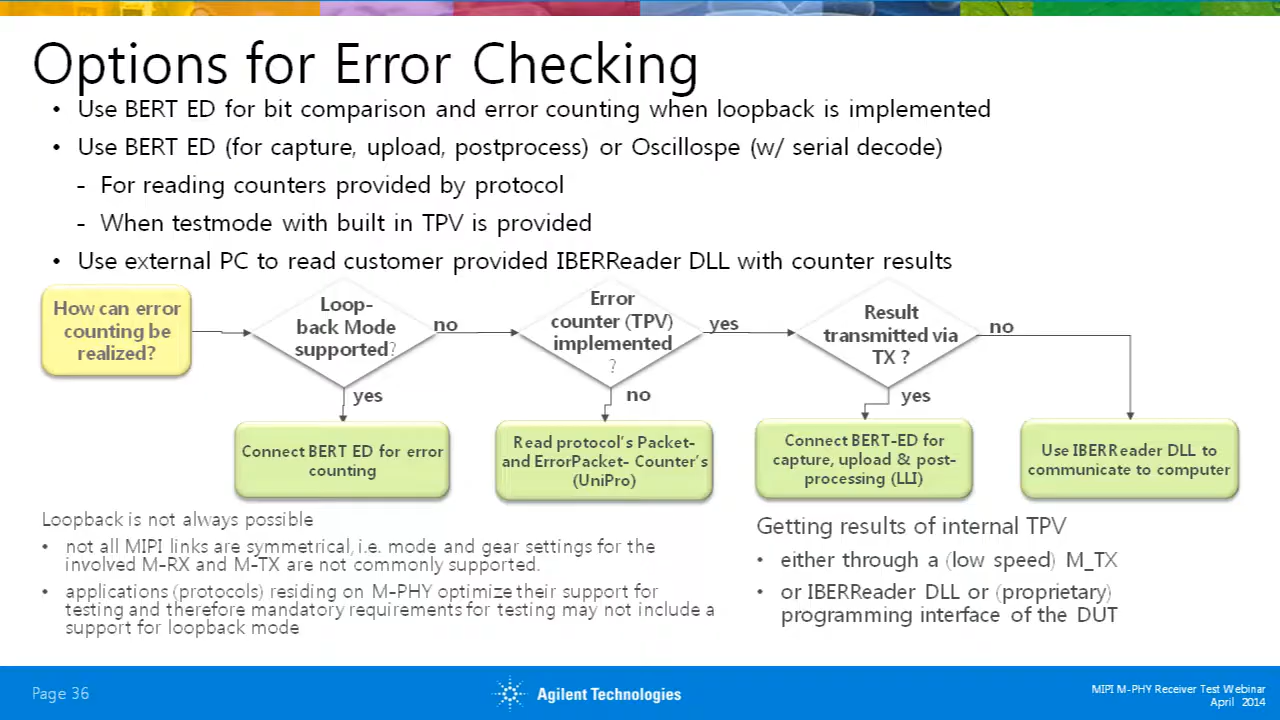 Options for Error Checking
• Use BERT ED for bit comparison and error counting when loopback is implemented
• Use BERT ED (for capture, upload, postprocess) or Oscillospe (w/ serial decode)
- For reading counters provided by protocol
- When testmode with built in TPV is provided
• Use external PC to read customer provided IBERReader DLL with counter results
How can error
counting be
realized?
Loop-
back Mode
supported?
no
yes
Error
counter (TPV)
implemented
?
yes
no
Result
transmitted via
TX ?
no
yes
Connect BERT ED for error
counting
Read protocol's Packet-
and ErrorPacket- Counter's
(UniPro)
Connect BERT-ED for
capture, upload & post-
processing (LLI)
Use IBERReader DLL to
communicate to computer
Loopback is not always possible
• not all MIPI links are symmetrical, i.e. mode and gear settings for the
involved M-RX and M-TX are not commonly supported.
• applications (protocols) residing on M-PHY optimize their support for
testing and therefore mandatory requirements for testing may not include a
support for loopback mode
Getting results of internal TPV
• either through a (low speed) M_TX
• or IBERReader DLL or (proprietary)
programming interface of the DUT
Page 36
Agilent Technologies
MIPI M-PHY Receiver Test Webinar
April 2014